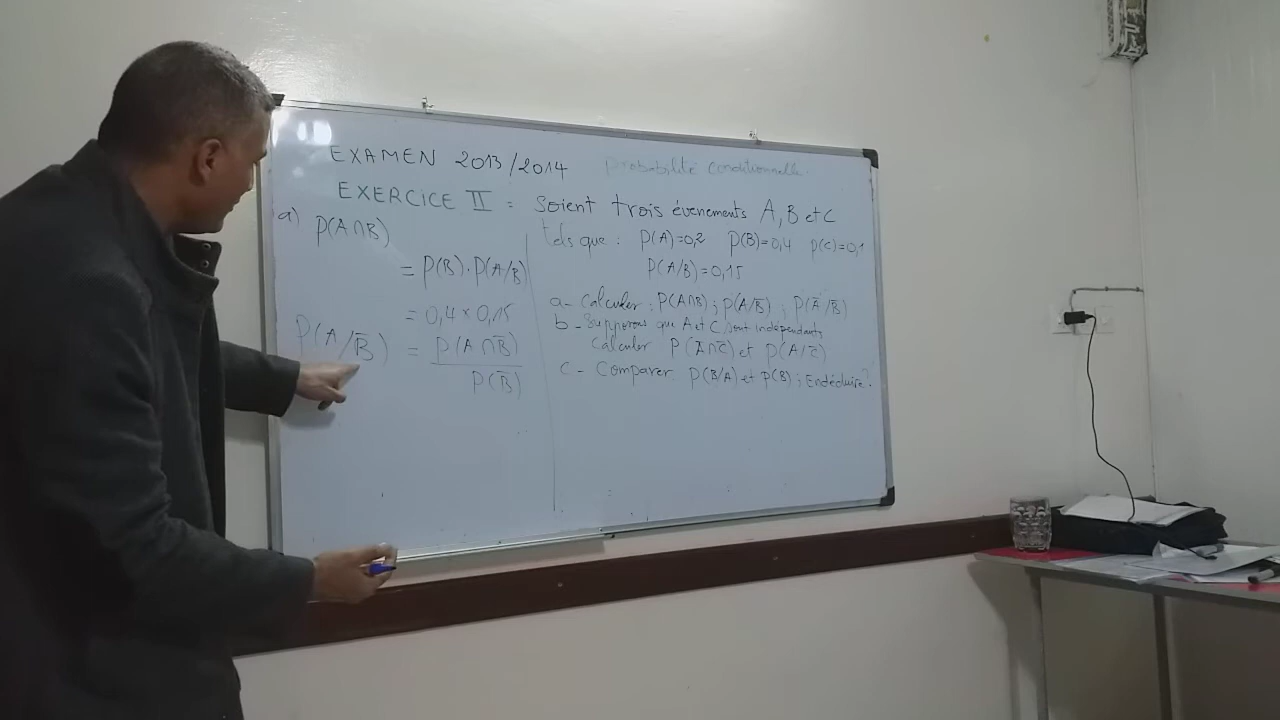 EXAMEN 2013/2014 probabilité conditionnelle.
EXERCICE II : soient trois évenements A, B et C
tels que : P(A)=0,2 P(B)=0,4 p(C)=0,1
P(A/B)=0,15
a- Calculer : P(A∩B) ; P(A/B̅) ; P(A̅/B̅)
b- Supposons que A et C sont indépendants
Calculer P(A̅∩C̅) et P(A/C̅)
c- Comparer P(B/A) et P(B) ; En déduire ?
a) P(A∩B)
= P(B).P(A/B)
= 0,4 x 0,15
P(A/B̅) = P(A∩B̅)
P(B̅)